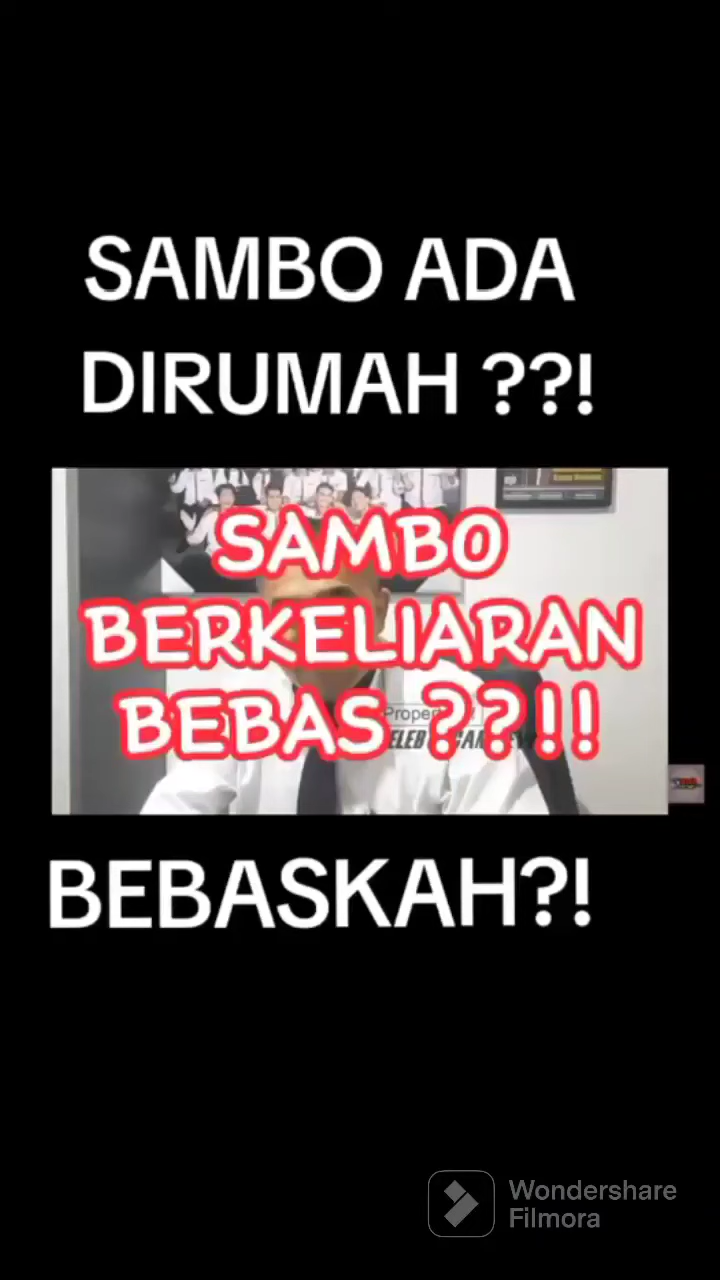 SAMBO ADA
DIRUMAH ??!
SAMBO
BERKELIARAN
BEBAS ??!!
BEBASKAH?!
Wondershare
Filmora